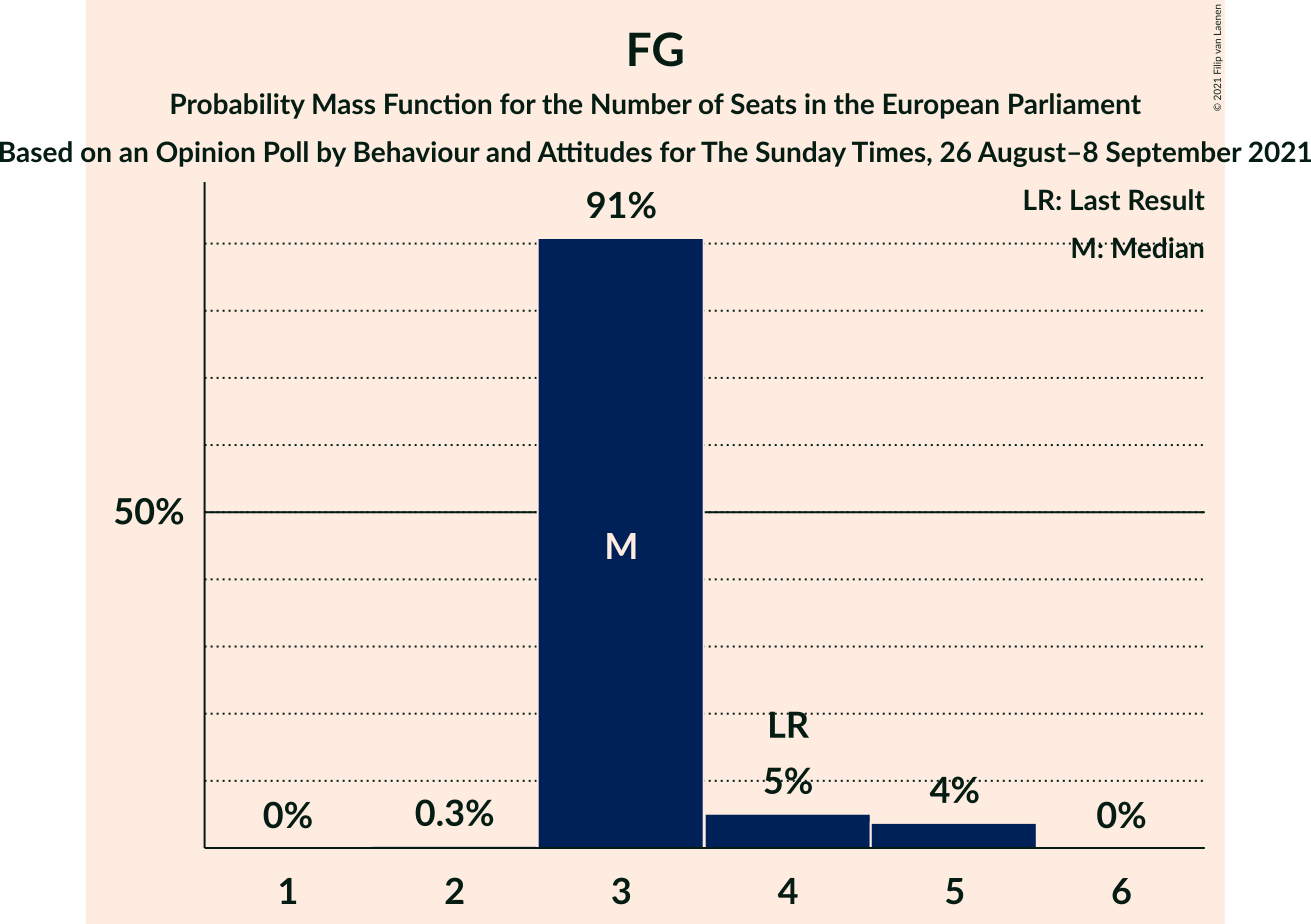 FG
Probability Mass Function for the Number of Seats in the European Parliament
Based on an Opinion Poll by Behaviour and Attitudes for The Sunday Times, 26 August–8 September 2021
© 2021 Filip van Laenen
LR: Last Result
M: Median
91%
50%
M
LR
5%
4%
0%
0.3%
0%
1 2 3 4 5 6